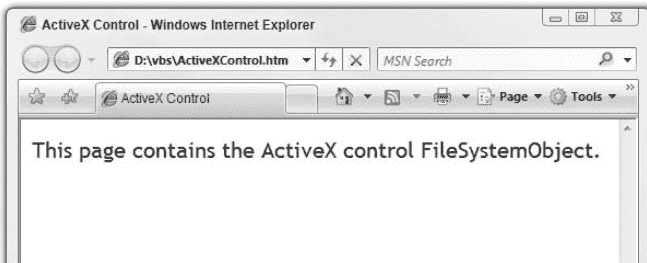 ActiveX Control - Windows Internet Explorer
D:\vbs\ActiveXControl.htm MSN Search
ActiveX Control Page Tools »
This page contains the ActiveX control FileSystemObject.